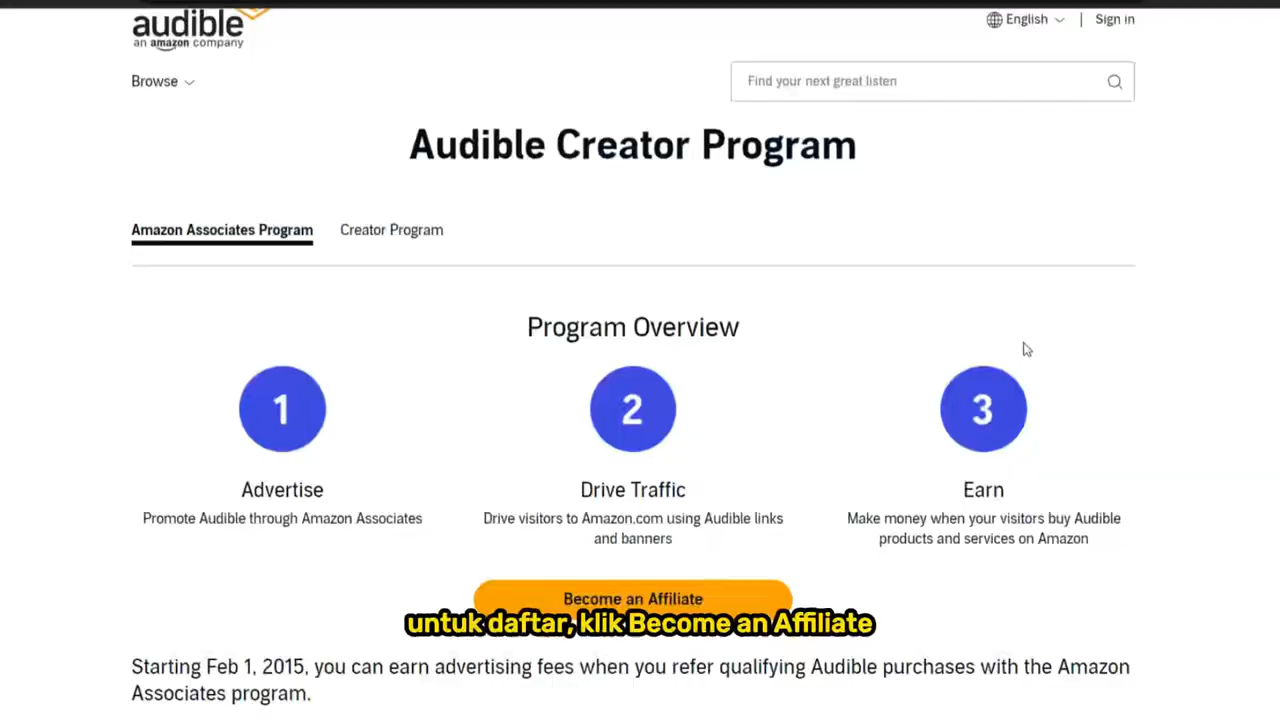 audible
an amazon company
English | Sign in
Browse
Find your next great listen
Audible Creator Program
Amazon Associates Program Creator Program
Program Overview
1 2 3
Advertise
Promote Audible through Amazon Associates
Drive Traffic
Drive visitors to Amazon.com using Audible links
and banners
Earn
Make money when your visitors buy Audible
products and services on Amazon
Become an Affiliate
untuk daftar, klik Become an Affiliate
Starting Feb 1, 2015, you can earn advertising fees when you refer qualifying Audible purchases with the Amazon
Associates program.